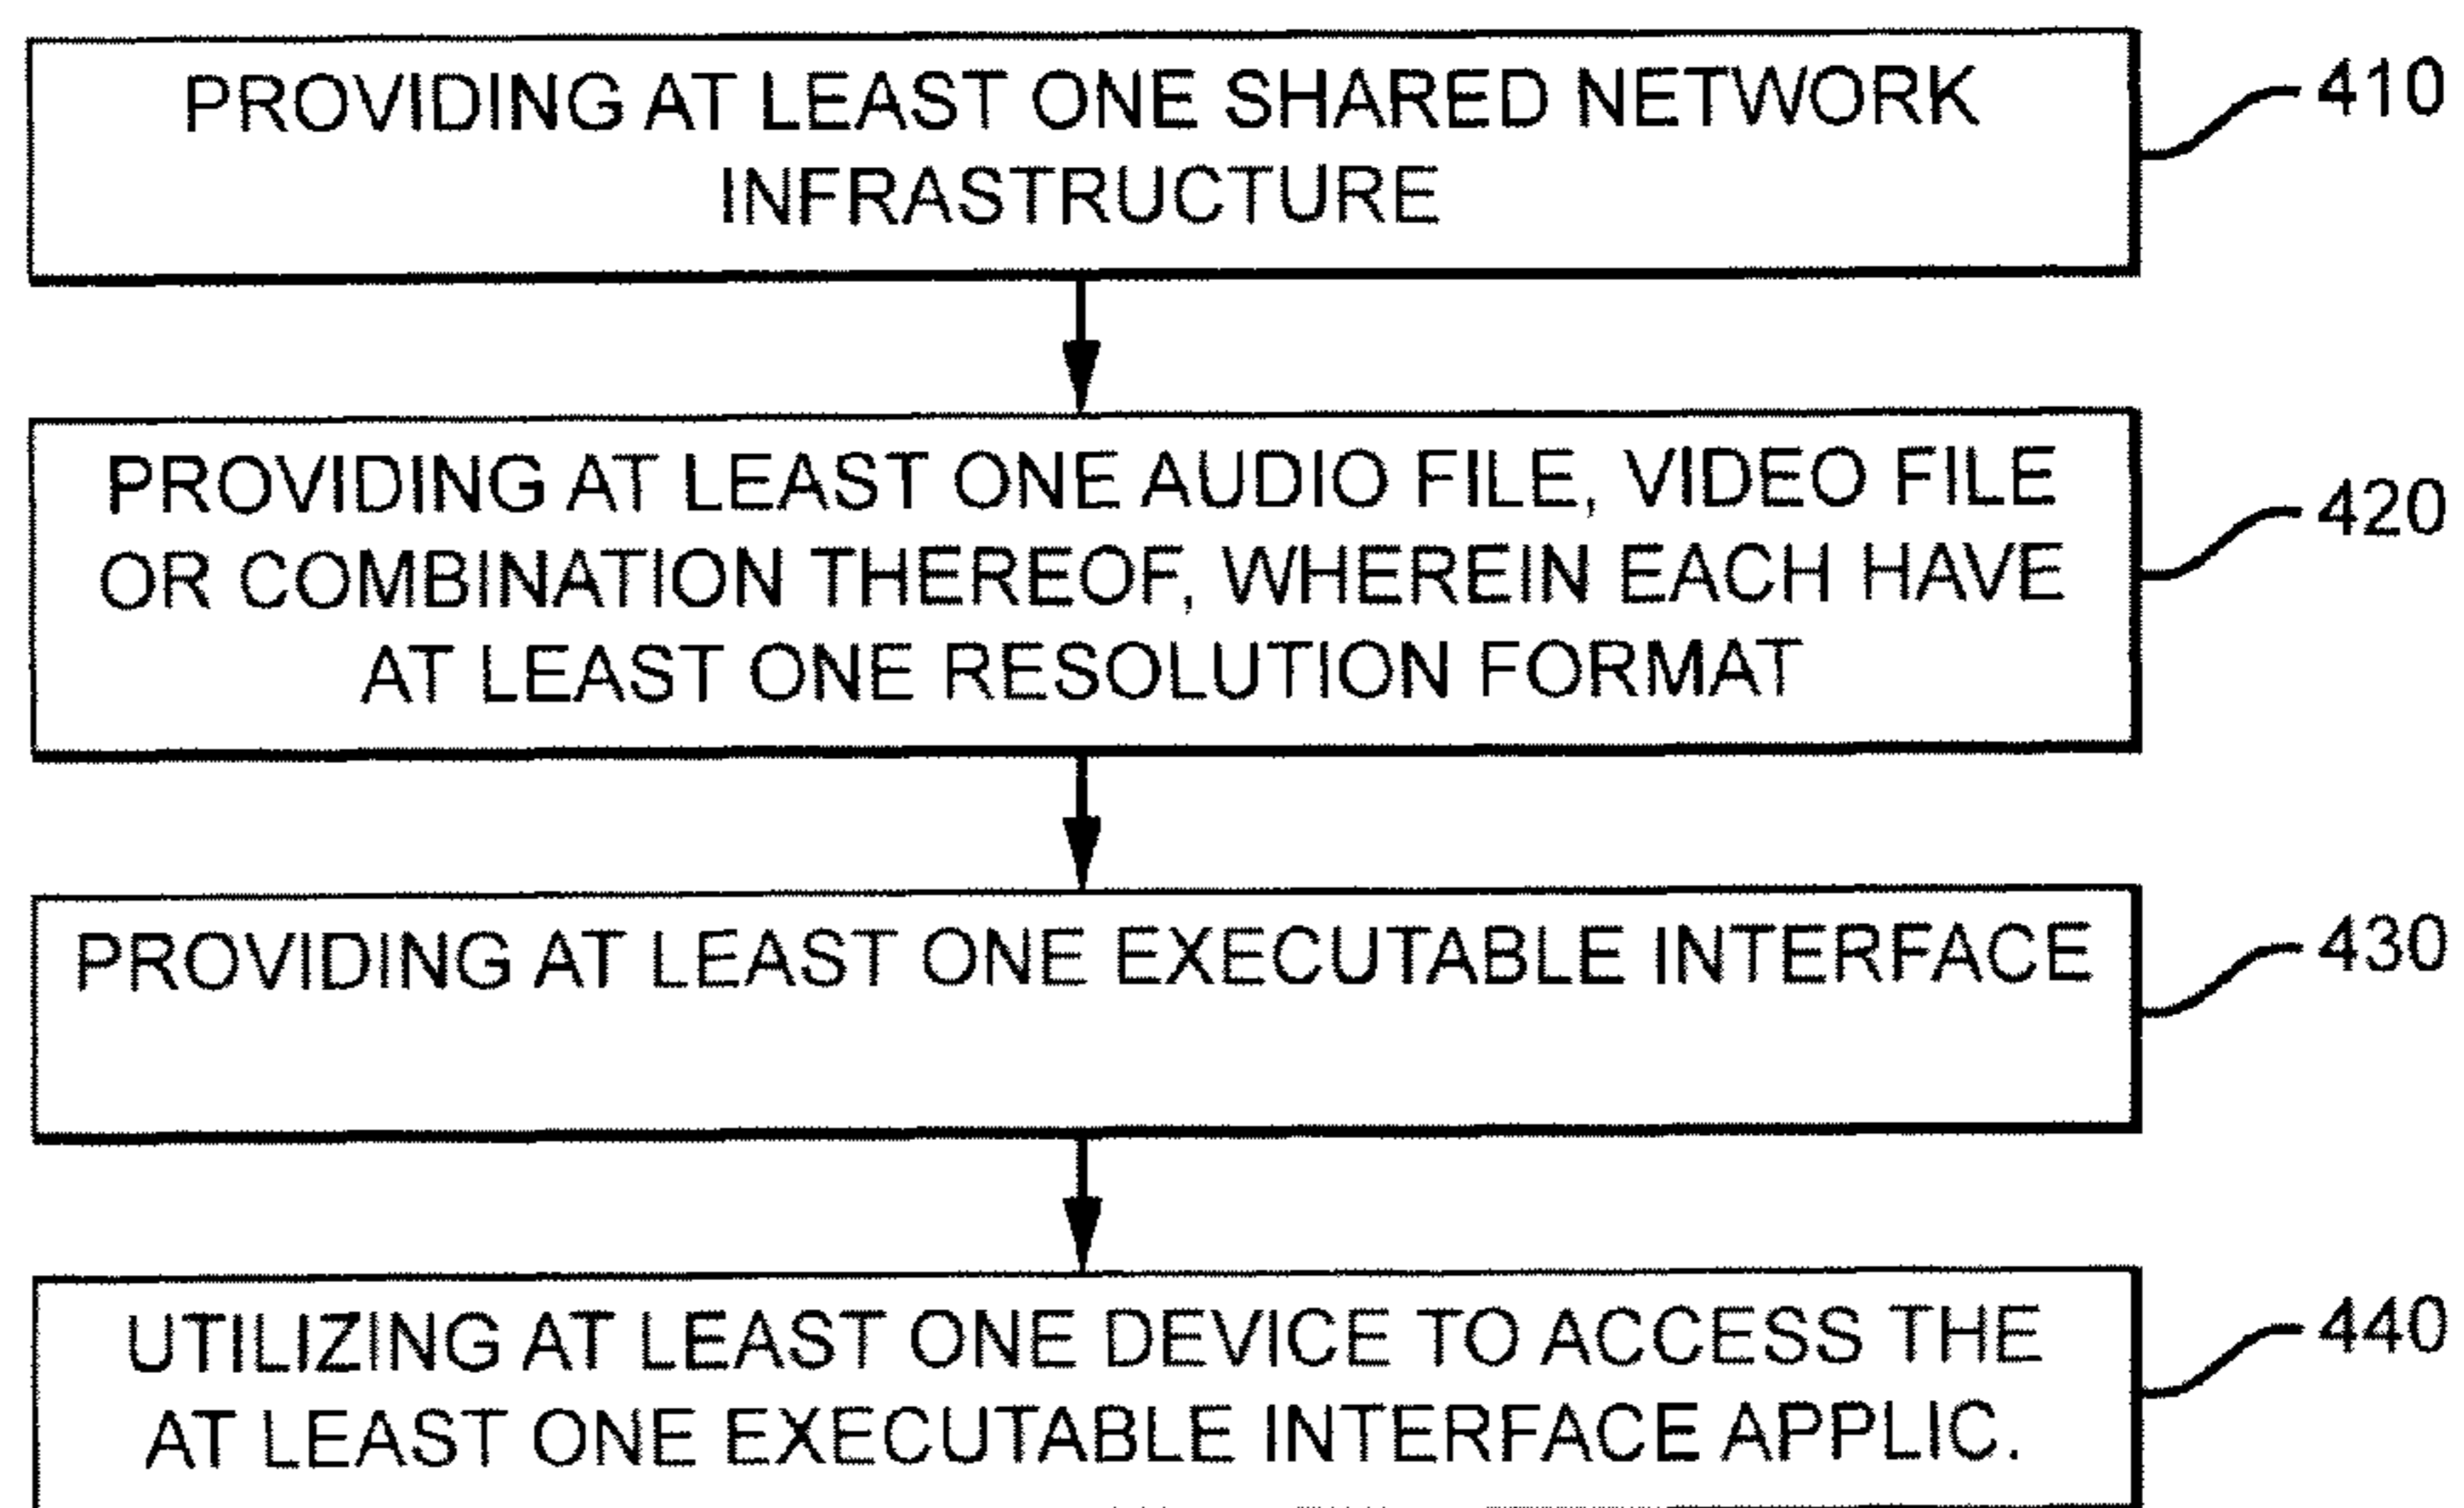 PROVIDING AT LEAST ONE SHARED NETWORK
INFRASTRUCTURE
410
PROVIDING AT LEAST ONE AUDIO FILE, VIDEO FILE
OR COMBINATION THEREOF, WHEREIN EACH HAVE
AT LEAST ONE RESOLUTION FORMAT
420
PROVIDING AT LEAST ONE EXECUTABLE INTERFACE
430
UTILIZING AT LEAST ONE DEVICE TO ACCESS THE
AT LEAST ONE EXECUTABLE INTERFACE APPLIC.
440